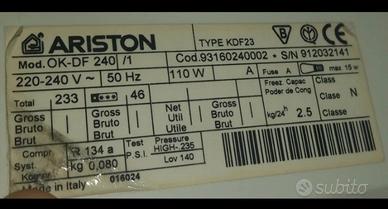 ARISTON TYPE KDF23
Mod. OK-DF 240 /1 Cod. 93160240002 * S/N 912032141
220-240 V ~ 50 Hz 110 W A Fuse A max 15 w
Total 233 46 Freez. Capac Poder de Cong Class Clase N
Gross Bruto Brut Gross Bruto Brut Net Util Util Gross Bruto Brut kg/24h 2.5 Classe
Compr. R 134 a Test P.S.I. Pressure HIGH-.235
Syst. kg 0,080 Low 140
Kompr.
Made in Italy 016024
subito